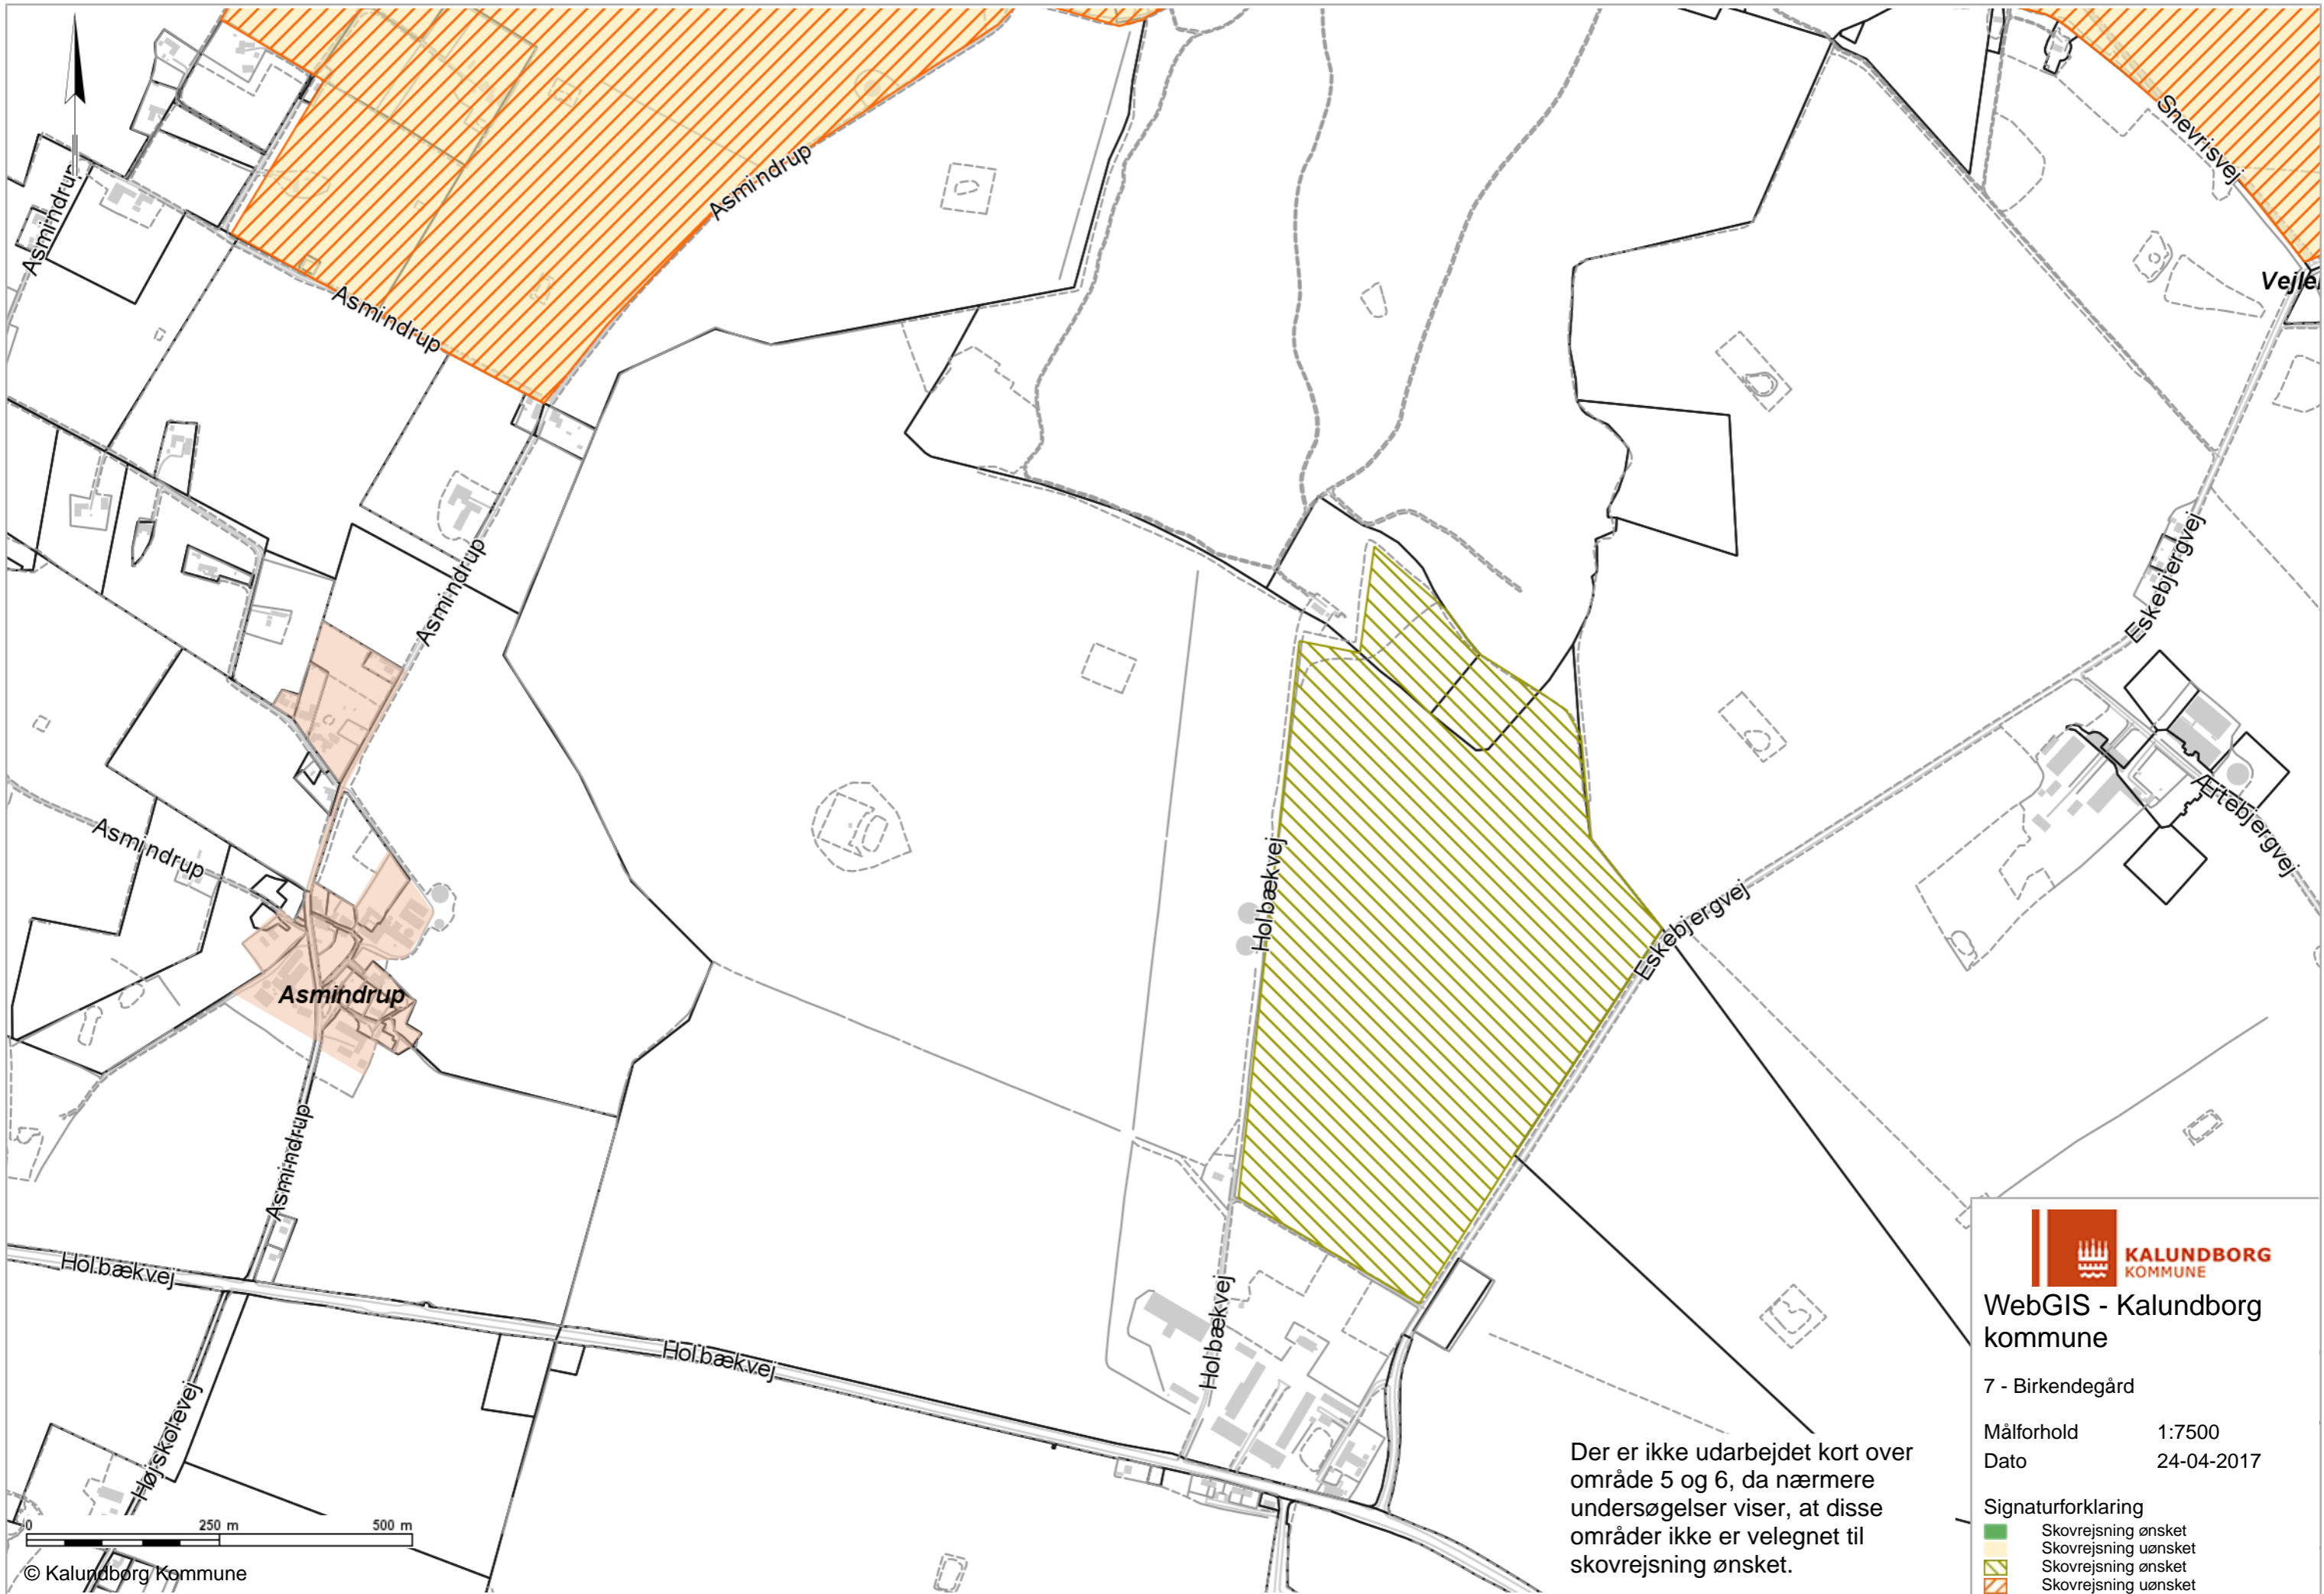 Snevrisvej
Asmindrup
Asmindrup
Vejle
Asmindrup
Asmindrup
Eskebjergvej
Ærtebjergvej
Asmindrup
Holbækvej
Eskebjergvej
Asmindrup
Asmindrup
Holbækvej
Holbækvej
Holbækvej
Højskolevej
0 250 m 500 m
© Kalundborg Kommune
Der er ikke udarbejdet kort over
område 5 og 6, da nærmere
undersøgelser viser, at disse
områder ikke er velegnet til
skovrejsning ønsket.
KALUNDBORG
KOMMUNE
WebGIS - Kalundborg
kommune
7 - Birkendegård
Målforhold 1:7500
Dato 24-04-2017
Signaturforklaring
Skovrejsning ønsket
Skovrejsning uønsket
Skovrejsning ønsket
Skovrejsning uønsket